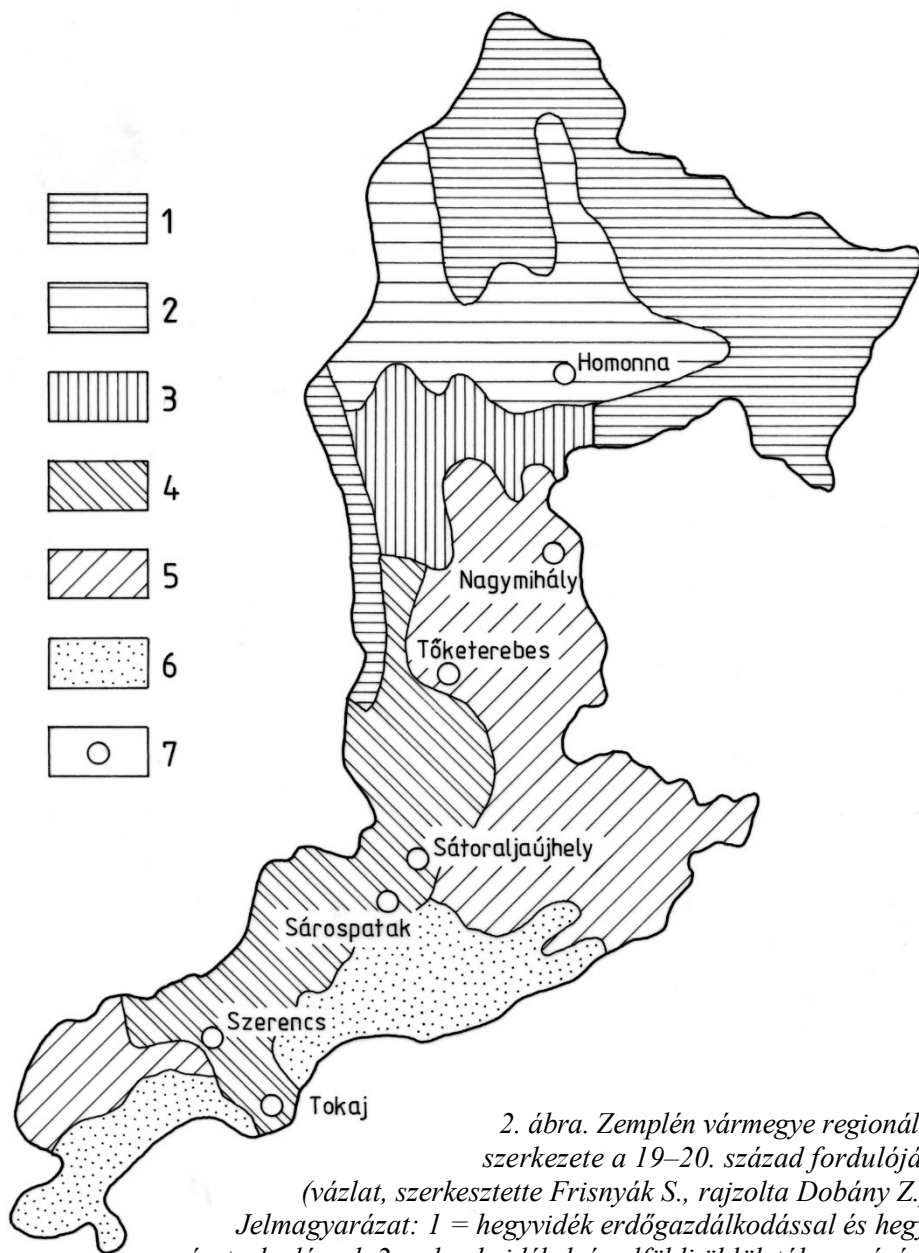 1
2
3
4
5
6
7
Homonna
Nagymihály
Tőketerebes
Sátoraljaújhely
Sárospatak
Szerencs
Tokaj
2. ábra. Zemplén vármegye regionál
szerkezete a 19–20. század fordulójá
(vázlat, szerkesztette Frisnyák S., rajzolta Dobány Z.
Jelmagyarázat: 1 = hegyvidék erdőgazdálkodással és hegy